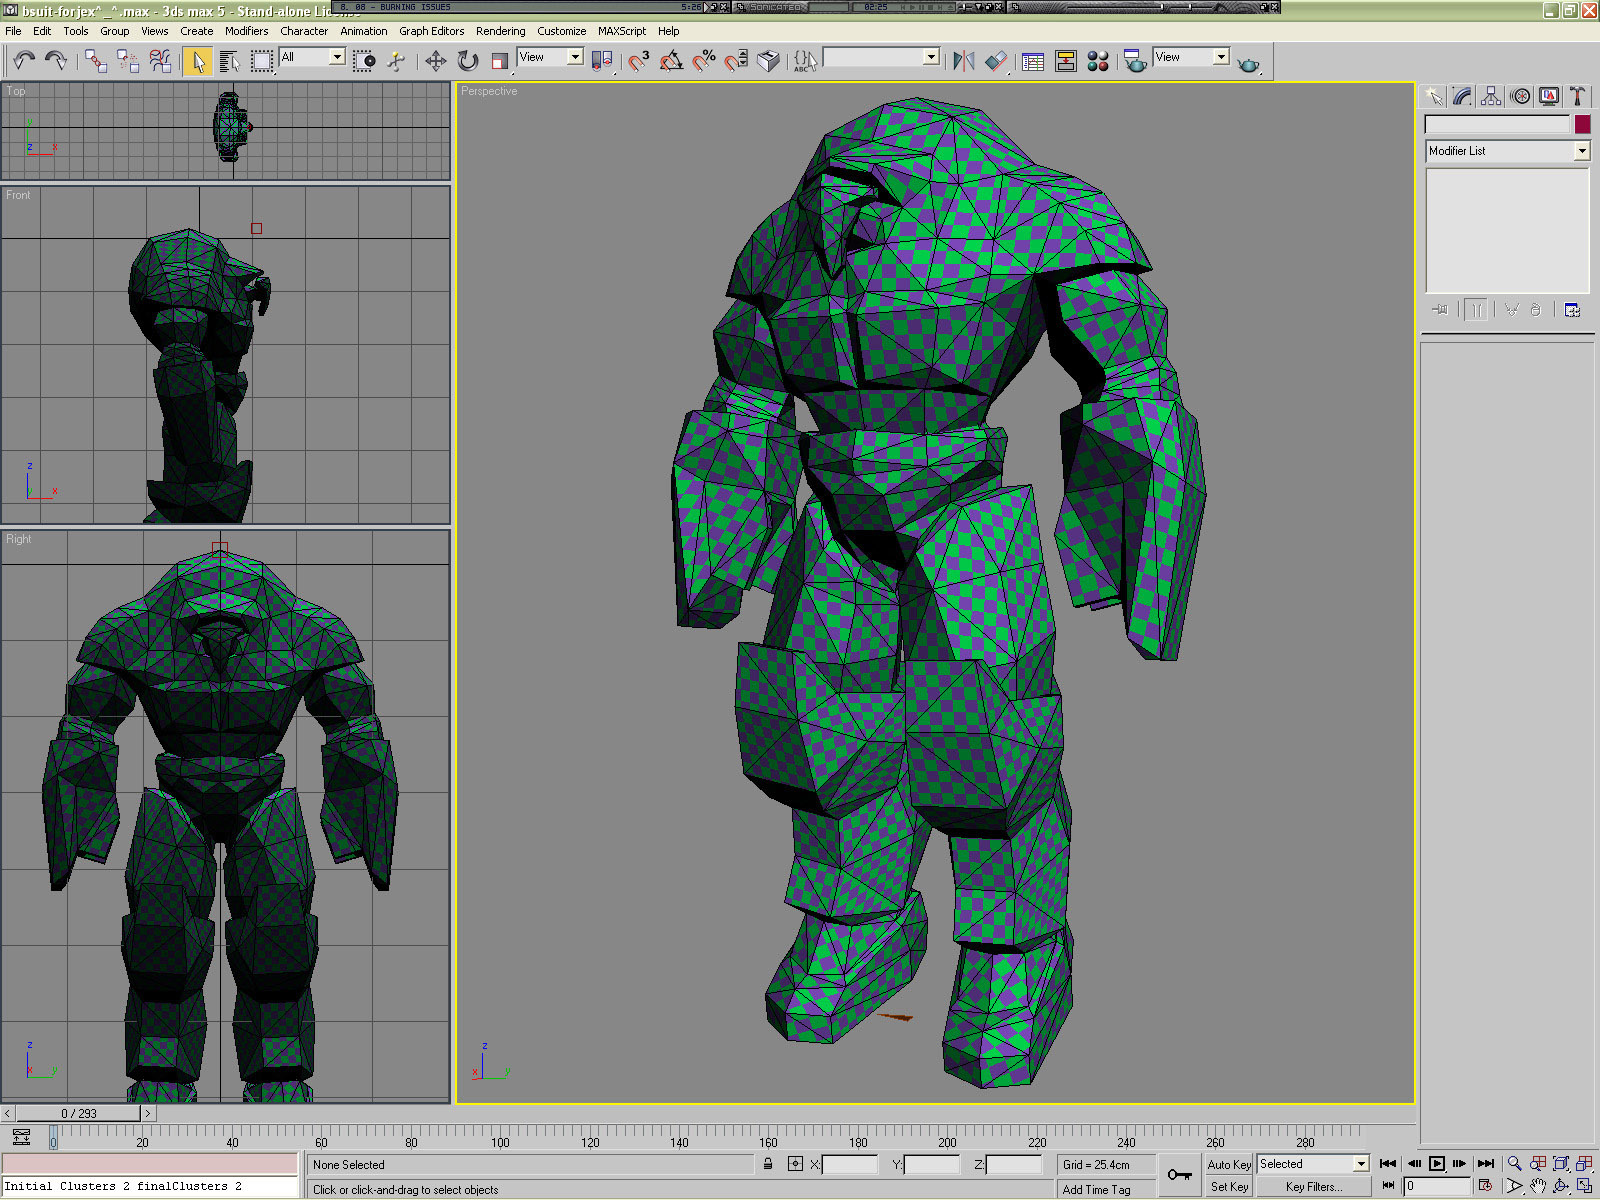 bsuit-forjex^_^.max - 3ds max 5 - Stand-alone Lic
8. 08 - BURNING ISSUES
5:26
SONICATED
02:25
File Edit Tools Group Views Create Modifiers Character Animation Graph Editors Rendering Customize MAXScript Help
All
View
3
%
ABC
View
Top
Perspective
Front
Right
Modifier List
z
x
z
x
z
x
y
z
x
y
< 0 / 293 >
0 20 40 60 80 100 120 140 160 180 200 220 240 260 280
None Selected
X:
Y:
Z:
Grid = 25.4cm
Auto Key
Selected
Initial Clusters 2 finalClusters 2
Click or click-and-drag to select objects
Add Time Tag
Set Key
Key Filters...
0